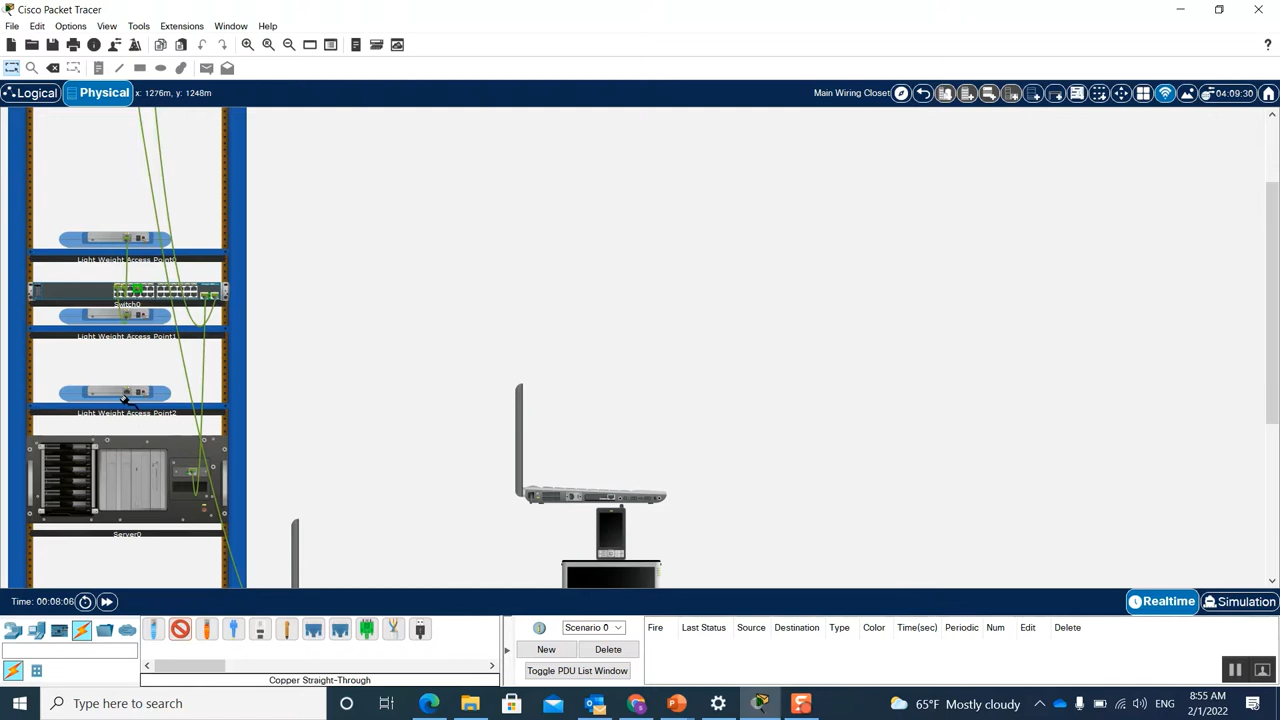 Cisco Packet Tracer
File Edit Options View Tools Extensions Window Help
?
Logical Physical x: 1276m, y: 1248m Main Wiring Closet 04:09:30
Light Weight Access Point0
Switch0
Light Weight Access Point1
Light Weight Access Point2
Server0
Time: 00:08:06 Realtime Simulation
Scenario 0 Fire Last Status Source Destination Type Color Time(sec) Periodic Num Edit Delete
New Delete
Toggle PDU List Window
Copper Straight-Through
Type here to search 65°F Mostly cloudy 8:55 AM
2/1/2022